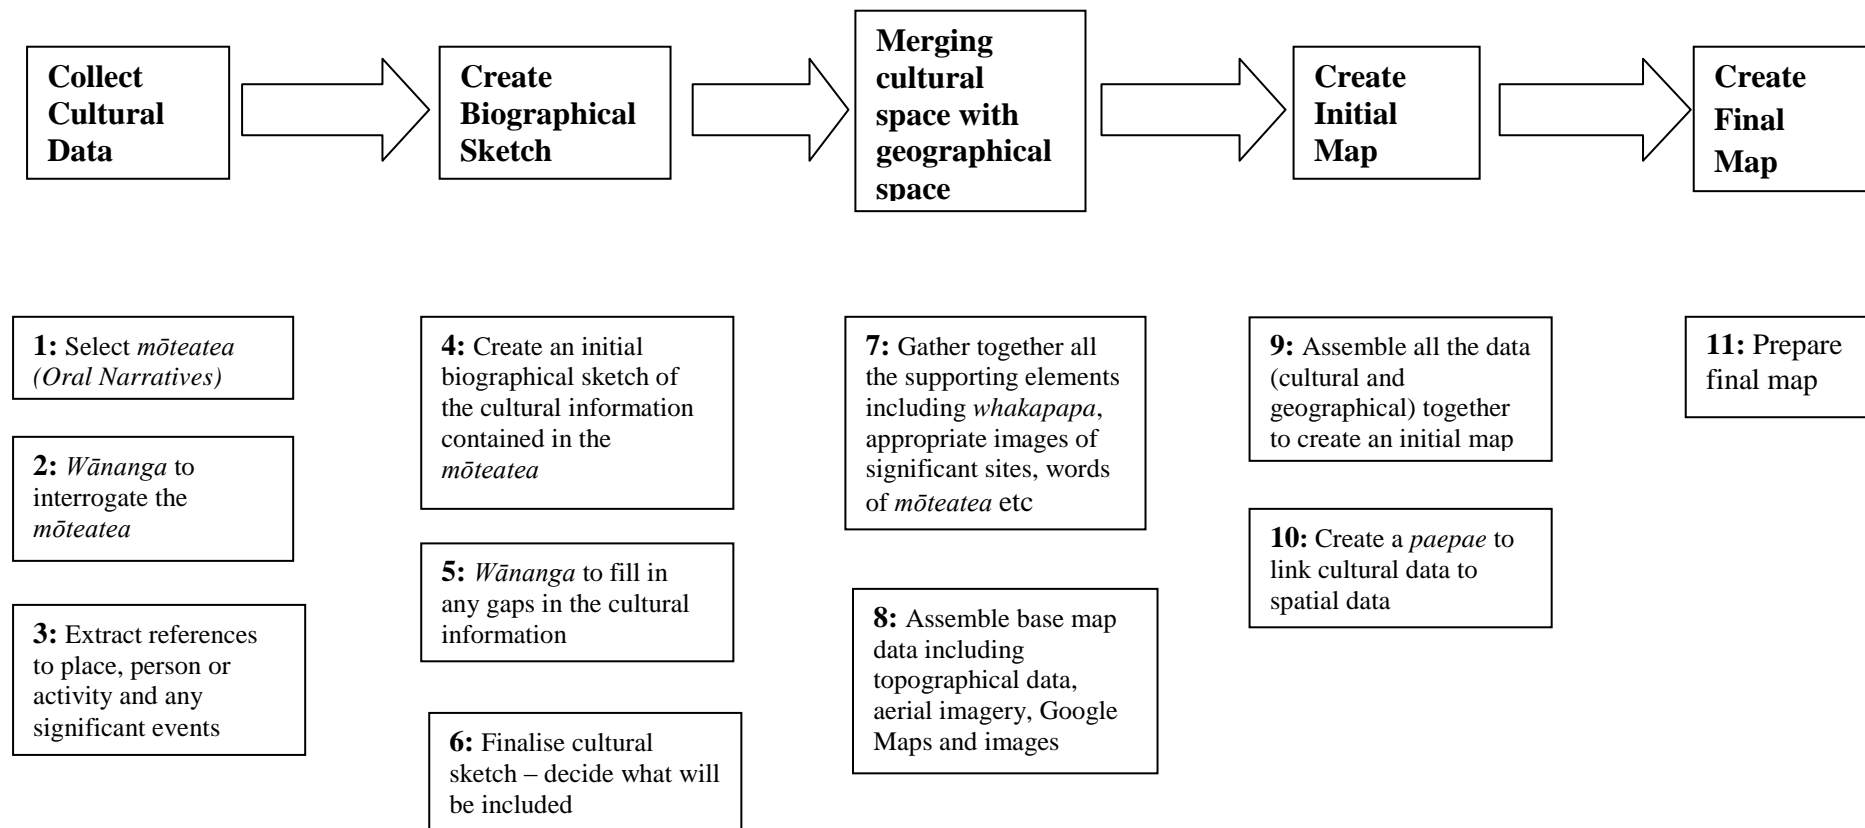 Collect
Cultural
Data
Create
Biographical
Sketch
Merging
cultural
space with
geographical
space
Create
Initial
Map
Create
Final
Map
1: Select mōteatea
(Oral Narratives)
2: Wānanga to
interrogate the
mōteatea
3: Extract references
to place, person or
activity and any
significant events
4: Create an initial
biographical sketch of
the cultural information
contained in the
mōteatea
5: Wānanga to fill in
any gaps in the cultural
information
6: Finalise cultural
sketch – decide what will
be included
7: Gather together all
the supporting elements
including whakapapa,
appropriate images of
significant sites, words
of mōteatea etc
8: Assemble base map
data including
topographical data,
aerial imagery, Google
Maps and images
9: Assemble all the data
(cultural and
geographical) together
to create an initial map
10: Create a paepae to
link cultural data to
spatial data
11: Prepare
final map